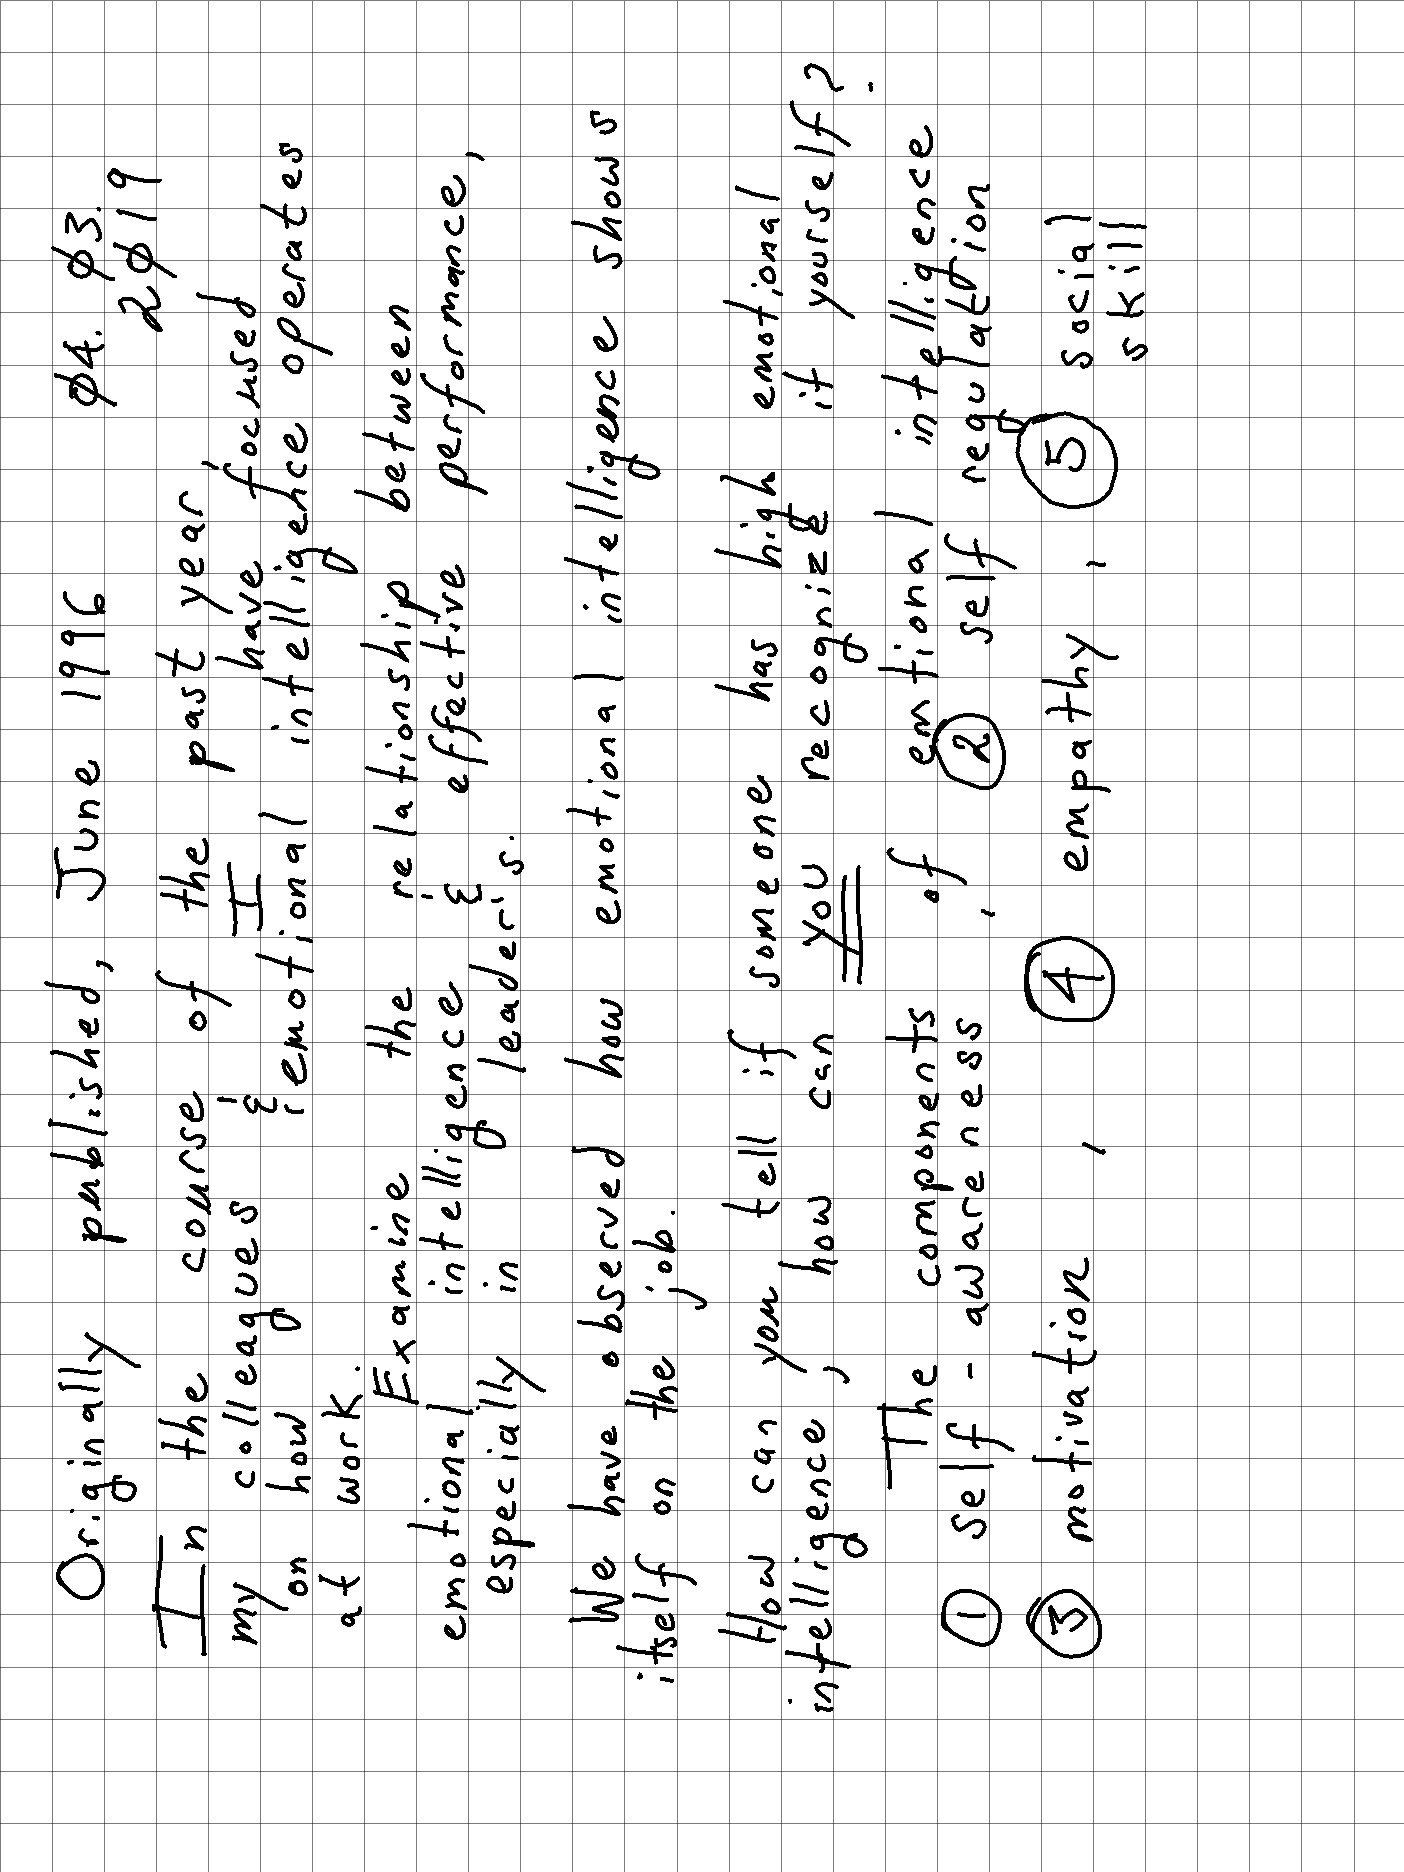 Originally published, June 1996 04. 03. 2019
In the course of the past year,
my colleagues & I have focused
on how emotional intelligence operates
at work. Examine the relationship between
emotional intelligence & effective performance,
especially in leader's.
We have observed how emotional intelligence shows
itself on the job.
How can you tell if someone has high emotional
intelligence, how can YOU recognize it yourself?
The components of emtional intelligence
1 Self-awareness, 2 self regulation
3 motivation, 4 empathy, 5 social
skill